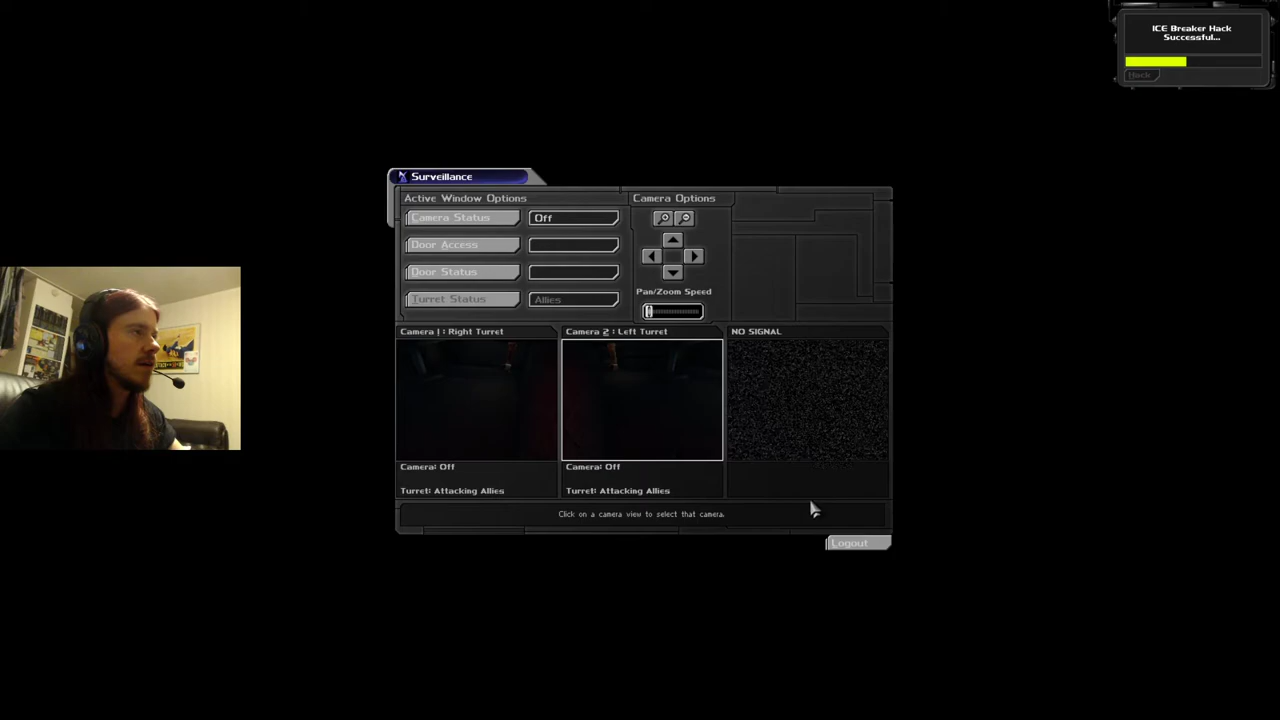 ICE Breaker Hack
Successful...
Hack
Surveillance
Active Window Options
Camera Options
Camera Status
Off
Door Access
Door Status
Pan/Zoom Speed
Turret Status
Allies
Camera 1 : Right Turret
Camera 2 : Left Turret
NO SIGNAL
Camera: Off
Camera: Off
Turret: Attacking Allies
Turret: Attacking Allies
Click on a camera view to select that camera.
Logout